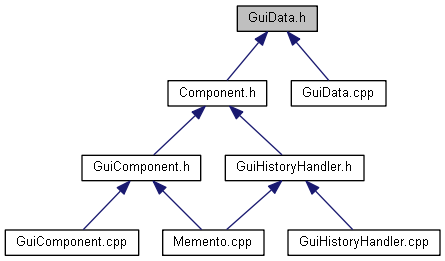 GuiData.h
Component.h
GuiData.cpp
GuiComponent.h
GuiHistoryHandler.h
GuiComponent.cpp
Memento.cpp
GuiHistoryHandler.cpp